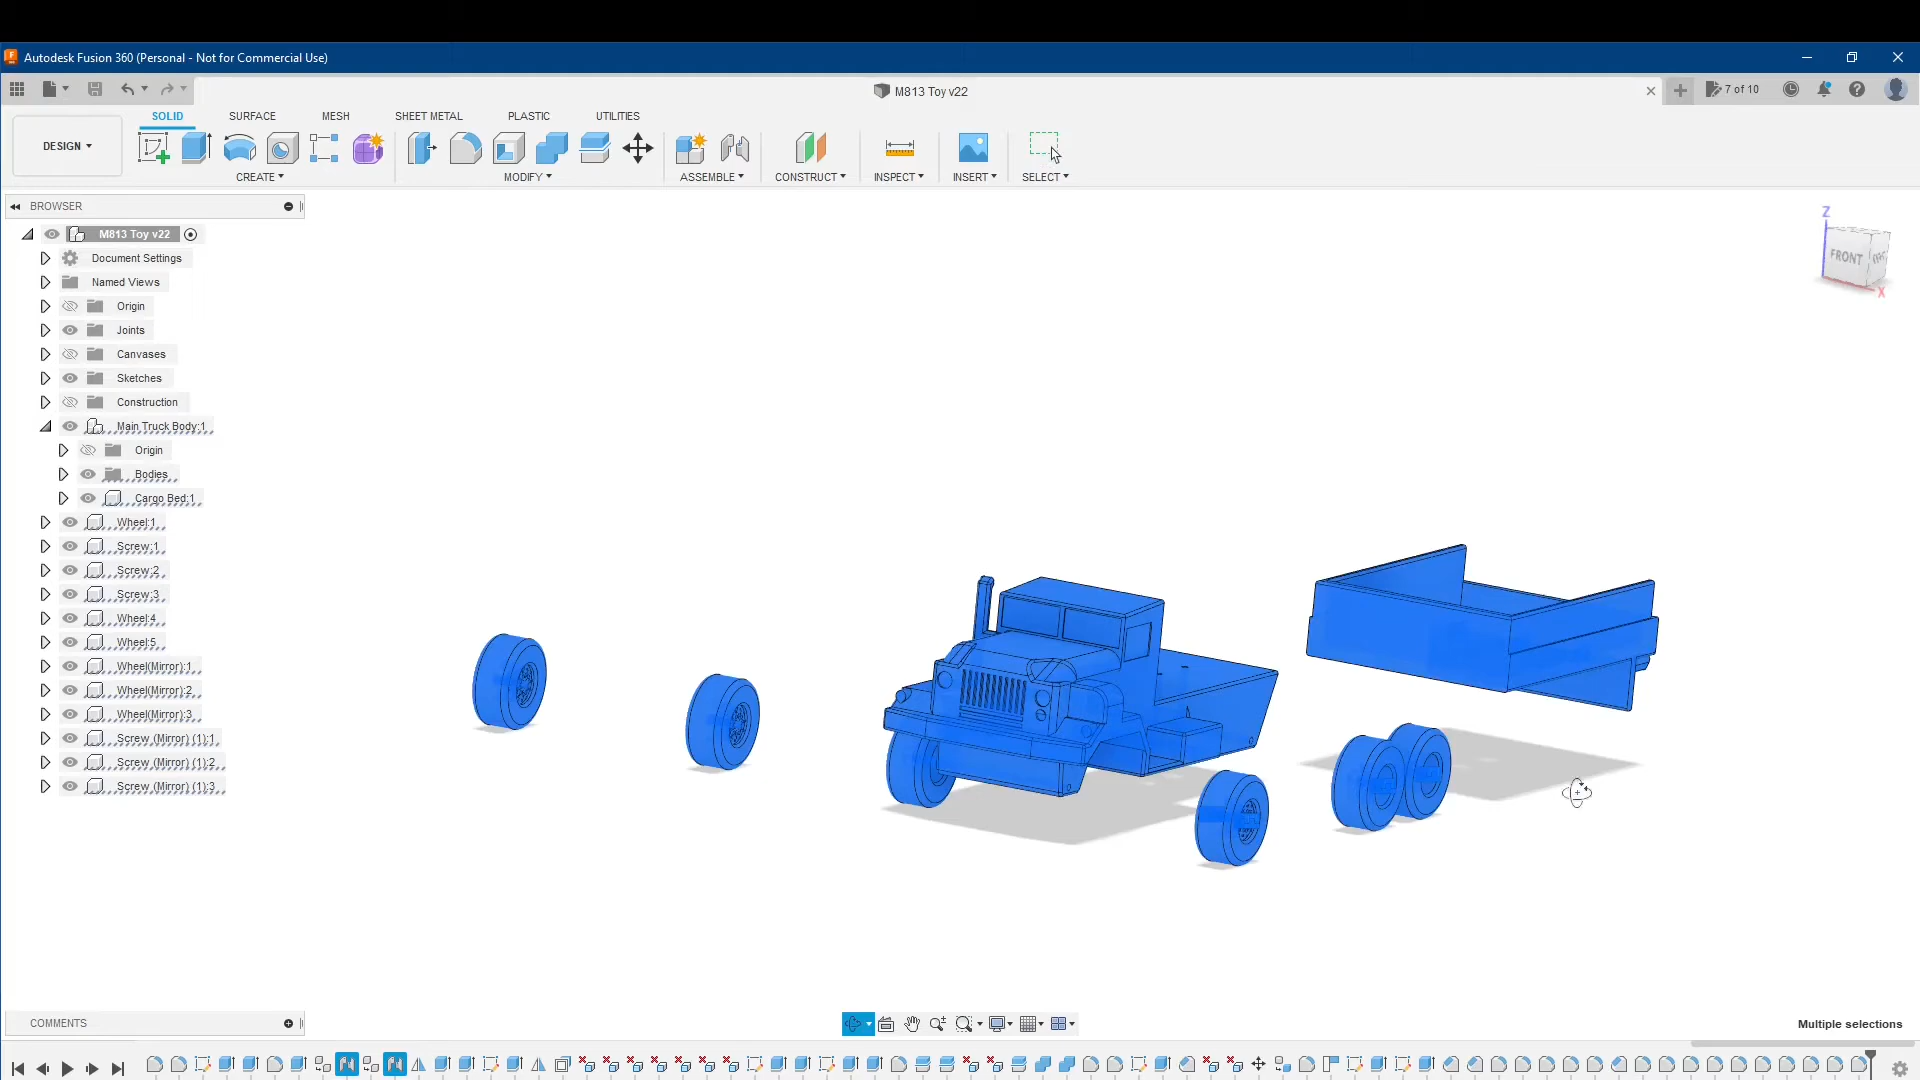 Autodesk Fusion 360 (Personal - Not for Commercial Use)
M813 Toy v22
7 of 10
SOLID SURFACE MESH SHEET METAL PLASTIC UTILITIES
DESIGN
CREATE MODIFY ASSEMBLE CONSTRUCT INSPECT INSERT SELECT
BROWSER
M813 Toy v22
Document Settings
Named Views
Origin
Joints
Canvases
Sketches
Construction
Main Truck Body:1
Origin
Bodies
Cargo Bed:1
Wheel:1
Screw:1
Screw:2
Screw:3
Wheel:4
Wheel:5
Wheel(Mirror):1
Wheel(Mirror):2
Wheel(Mirror):3
Screw (Mirror) (1):1
Screw (Mirror) (1):2
Screw (Mirror) (1):3
Z
FRONT
X
COMMENTS
Multiple selections